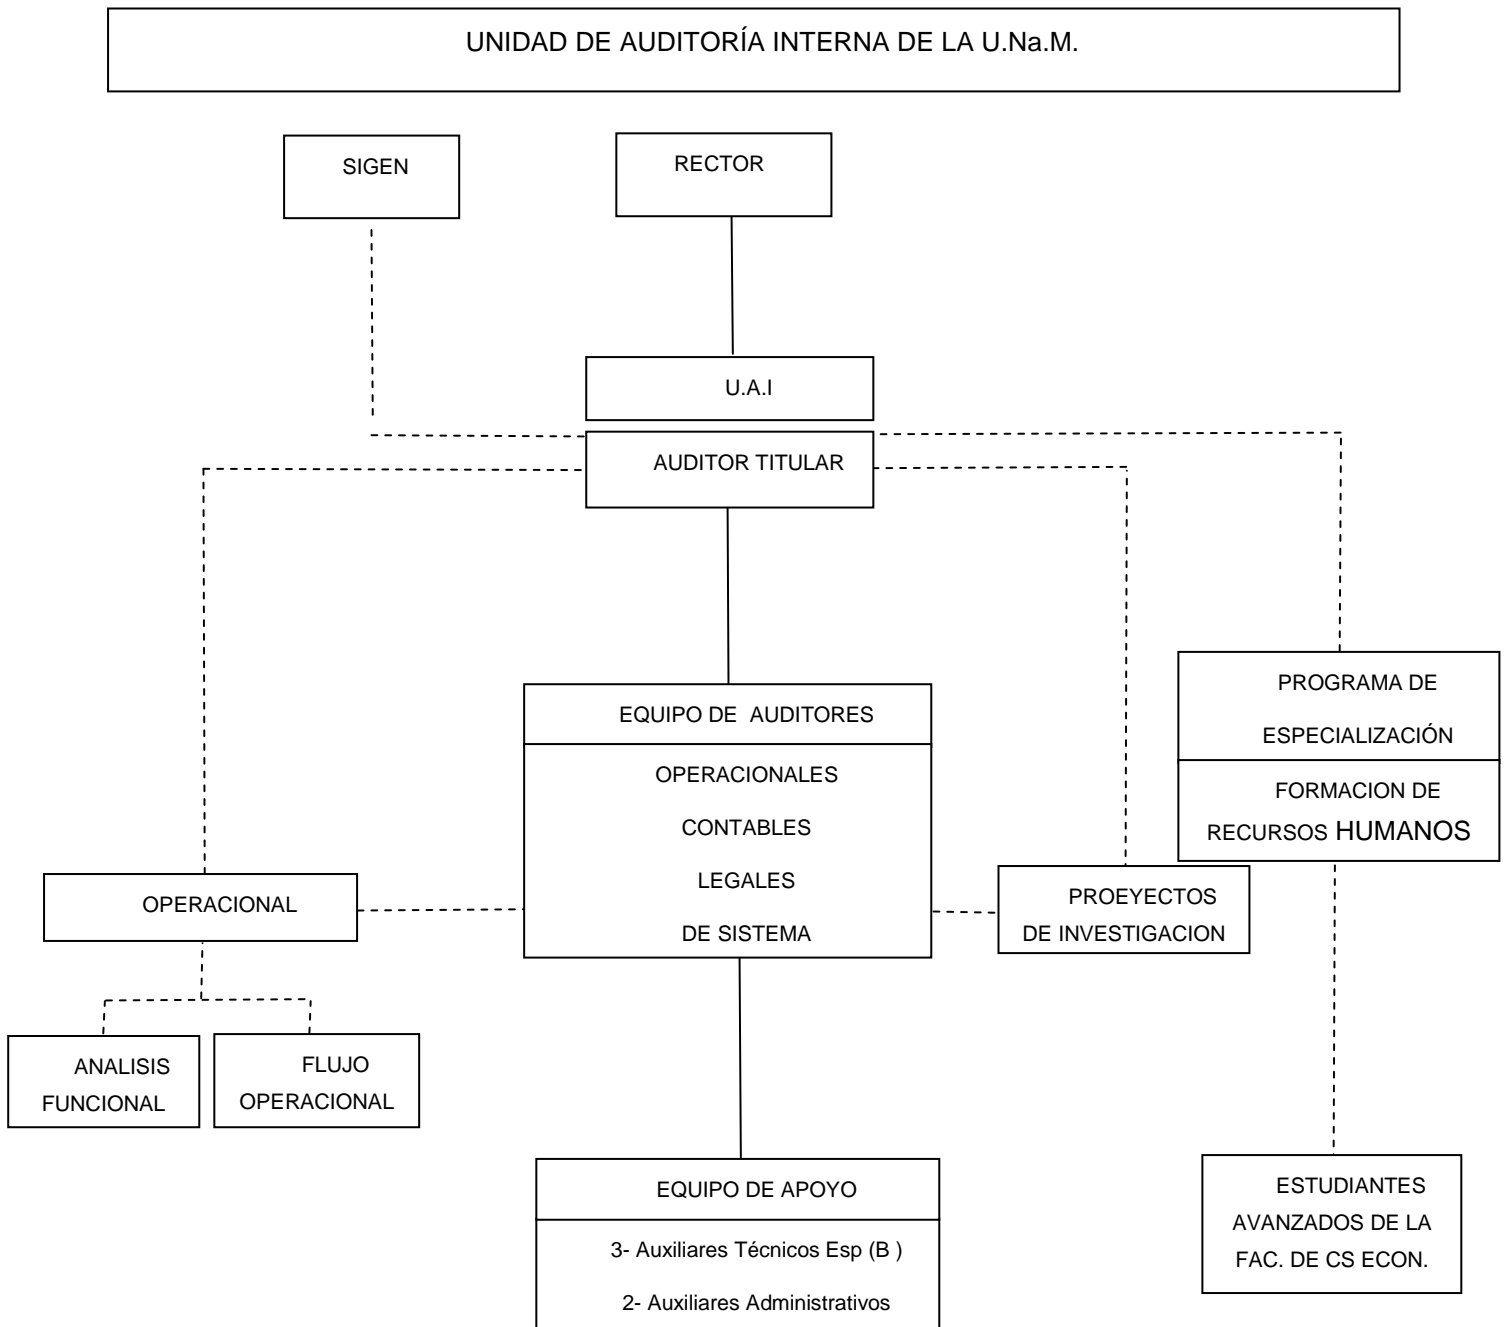 UNIDAD DE AUDITORÍA INTERNA DE LA U.Na.M.
SIGEN
RECTOR
U.A.I
AUDITOR TITULAR
EQUIPO DE AUDITORES
OPERACIONALES
CONTABLES
LEGALES
DE SISTEMA
PROGRAMA DE
ESPECIALIZACIÓN
FORMACION DE
RECURSOS HUMANOS
OPERACIONAL
PROEYECTOS
DE INVESTIGACION
ANALISIS
FUNCIONAL
FLUJO
OPERACIONAL
EQUIPO DE APOYO
3- Auxiliares Técnicos Esp (B )
2- Auxiliares Administrativos
ESTUDIANTES
AVANZADOS DE LA
FAC. DE CS ECON.